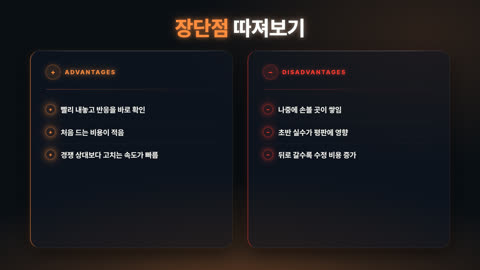 장단점 따져보기
+ ADVANTAGES
+ 빨리 내놓고 반응을 바로 확인
+ 처음 드는 비용이 적음
+ 경쟁 상대보다 고치는 속도가 빠름
− DISADVANTAGES
− 나중에 손볼 곳이 쌓임
− 초반 실수가 평판에 영향
− 뒤로 갈수록 수정 비용 증가